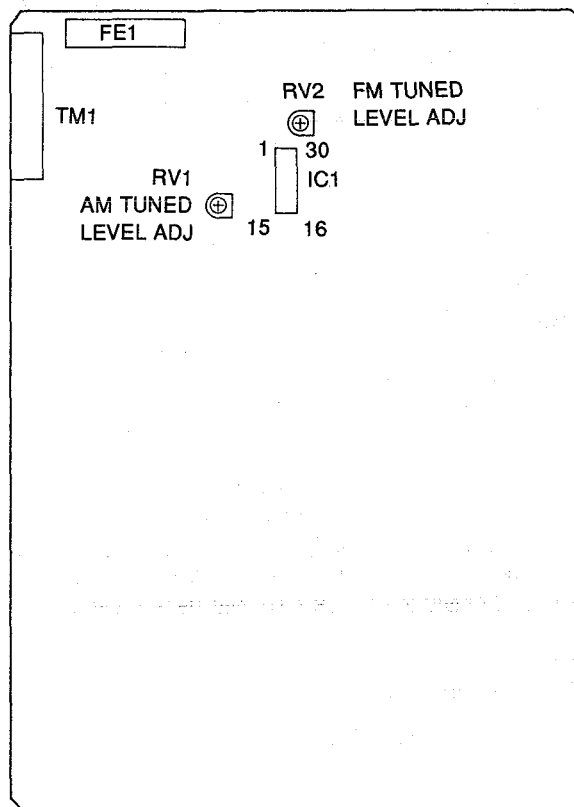 FE1
TM1
RV2 FM TUNED
LEVEL ADJ
1 30
IC1
RV1
AM TUNED
LEVEL ADJ
15 16